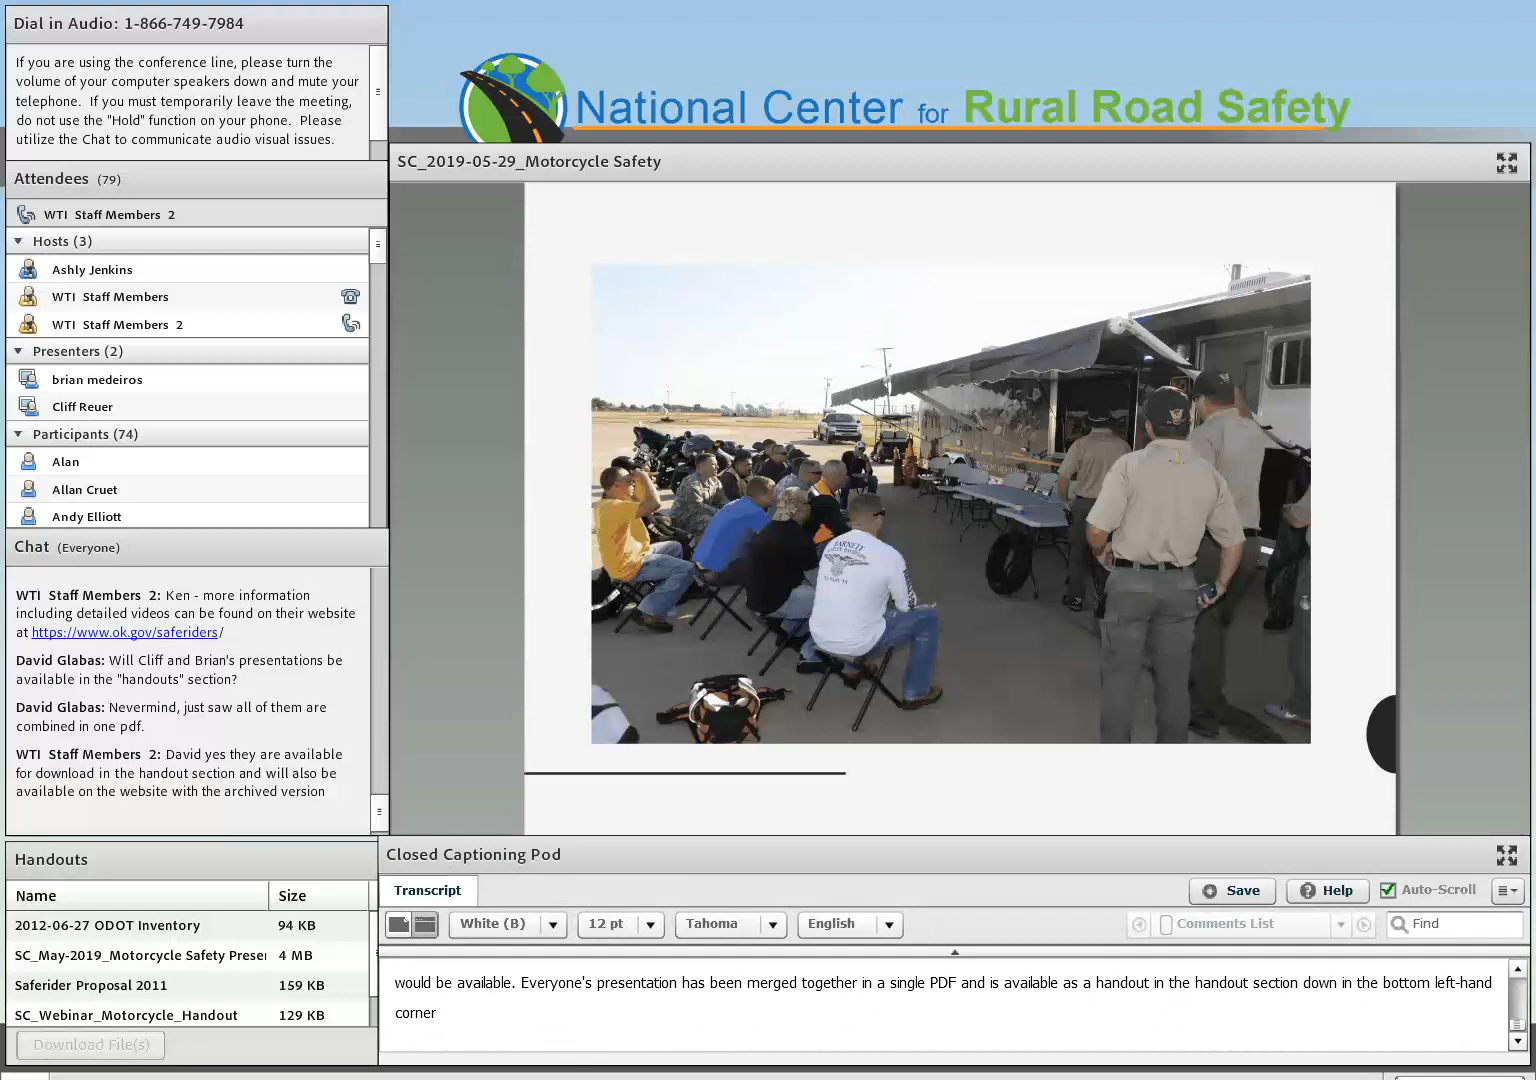 Dial in Audio: 1-866-749-7984
If you are using the conference line, please turn the
volume of your computer speakers down and mute your
telephone. If you must temporarily leave the meeting,
do not use the "Hold" function on your phone. Please
utilize the Chat to communicate audio visual issues.
Attendees (79)
WTI Staff Members 2
Hosts (3)
Ashly Jenkins
WTI Staff Members
WTI Staff Members 2
Presenters (2)
brian medeiros
Cliff Reuer
Participants (74)
Alan
Allan Cruet
Andy Elliott
Chat (Everyone)
WTI Staff Members 2: Ken - more information
including detailed videos can be found on their website
at https://www.ok.gov/saferiders/
David Glabas: Will Cliff and Brian's presentations be
available in the "handouts" section?
David Glabas: Nevermind, just saw all of them are
combined in one pdf.
WTI Staff Members 2: David yes they are available
for download in the handout section and will also be
available on the website with the archived version
Handouts
Name Size
2012-06-27 ODOT Inventory 94 KB
SC_May-2019_Motorcycle Safety Presei 4 MB
Saferider Proposal 2011 159 KB
SC_Webinar_Motorcycle_Handout 129 KB
Download File(s)
National Center for Rural Road Safety
SC_2019-05-29_Motorcycle Safety
BARNETT
Closed Captioning Pod
Transcript Save Help Auto-Scroll
White (B) 12 pt Tahoma English Comments List Find
would be available. Everyone's presentation has been merged together in a single PDF and is available as a handout in the handout section down in the bottom left-hand
corner